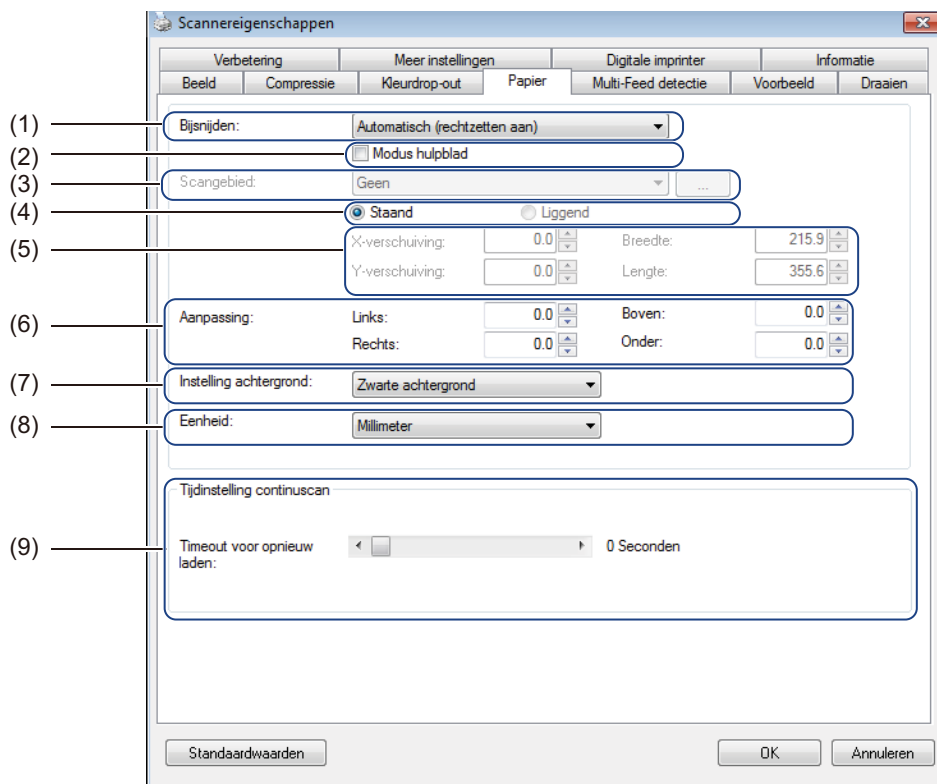 Scannereigenschappen
Verbetering Meer instellingen Digitale imprinter Informatie
Beeld Compressie Kleurdrop-out Papier Multi-Feed detectie Voorbeeld Draaien
(1) Bijsnijden: Automatisch (rechtzetten aan)
(2) Modus hulpblad
(3) Scangebied: Geen ...
(4) Staand Liggend
(5) X-verschuiving: 0.0 Breedte: 215.9
Y-verschuiving: 0.0 Lengte: 355.6
(6) Aanpassing: Links: 0.0 Boven: 0.0
Rechts: 0.0 Onder: 0.0
(7) Instelling achtergrond: Zwarte achtergrond
(8) Eenheid: Millimeter
Tijdinstelling continuscan
(9) Timeout voor opnieuw 0 Seconden
laden:
Standaardwaarden OK Annuleren